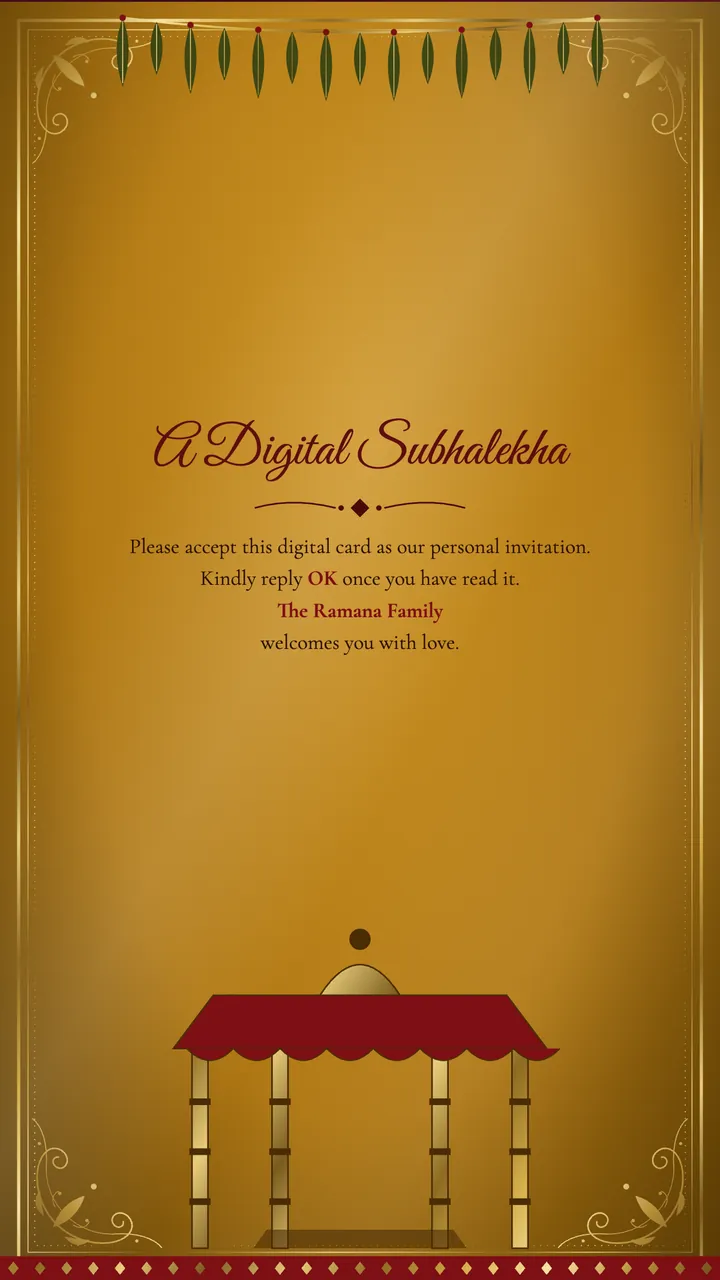 A Digital Subhalekha
Please accept this digital card as our personal invitation.
Kindly reply OK once you have read it.
The Ramana Family
welcomes you with love.